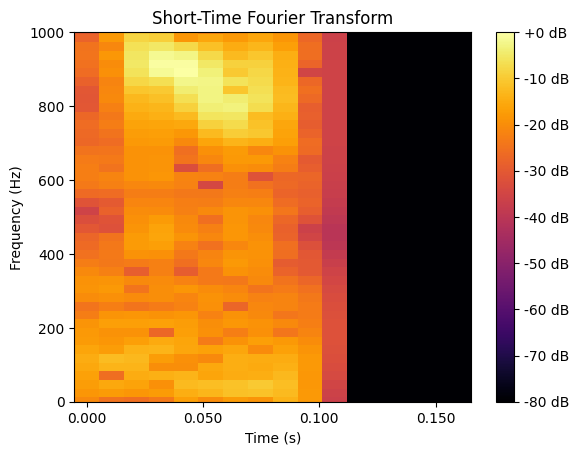 Short-Time Fourier Transform
1000
800
600
400
200
0
Frequency (Hz)
0.000
0.050
0.100
0.150
Time (s)
+0 dB
-10 dB
-20 dB
-30 dB
-40 dB
-50 dB
-60 dB
-70 dB
-80 dB